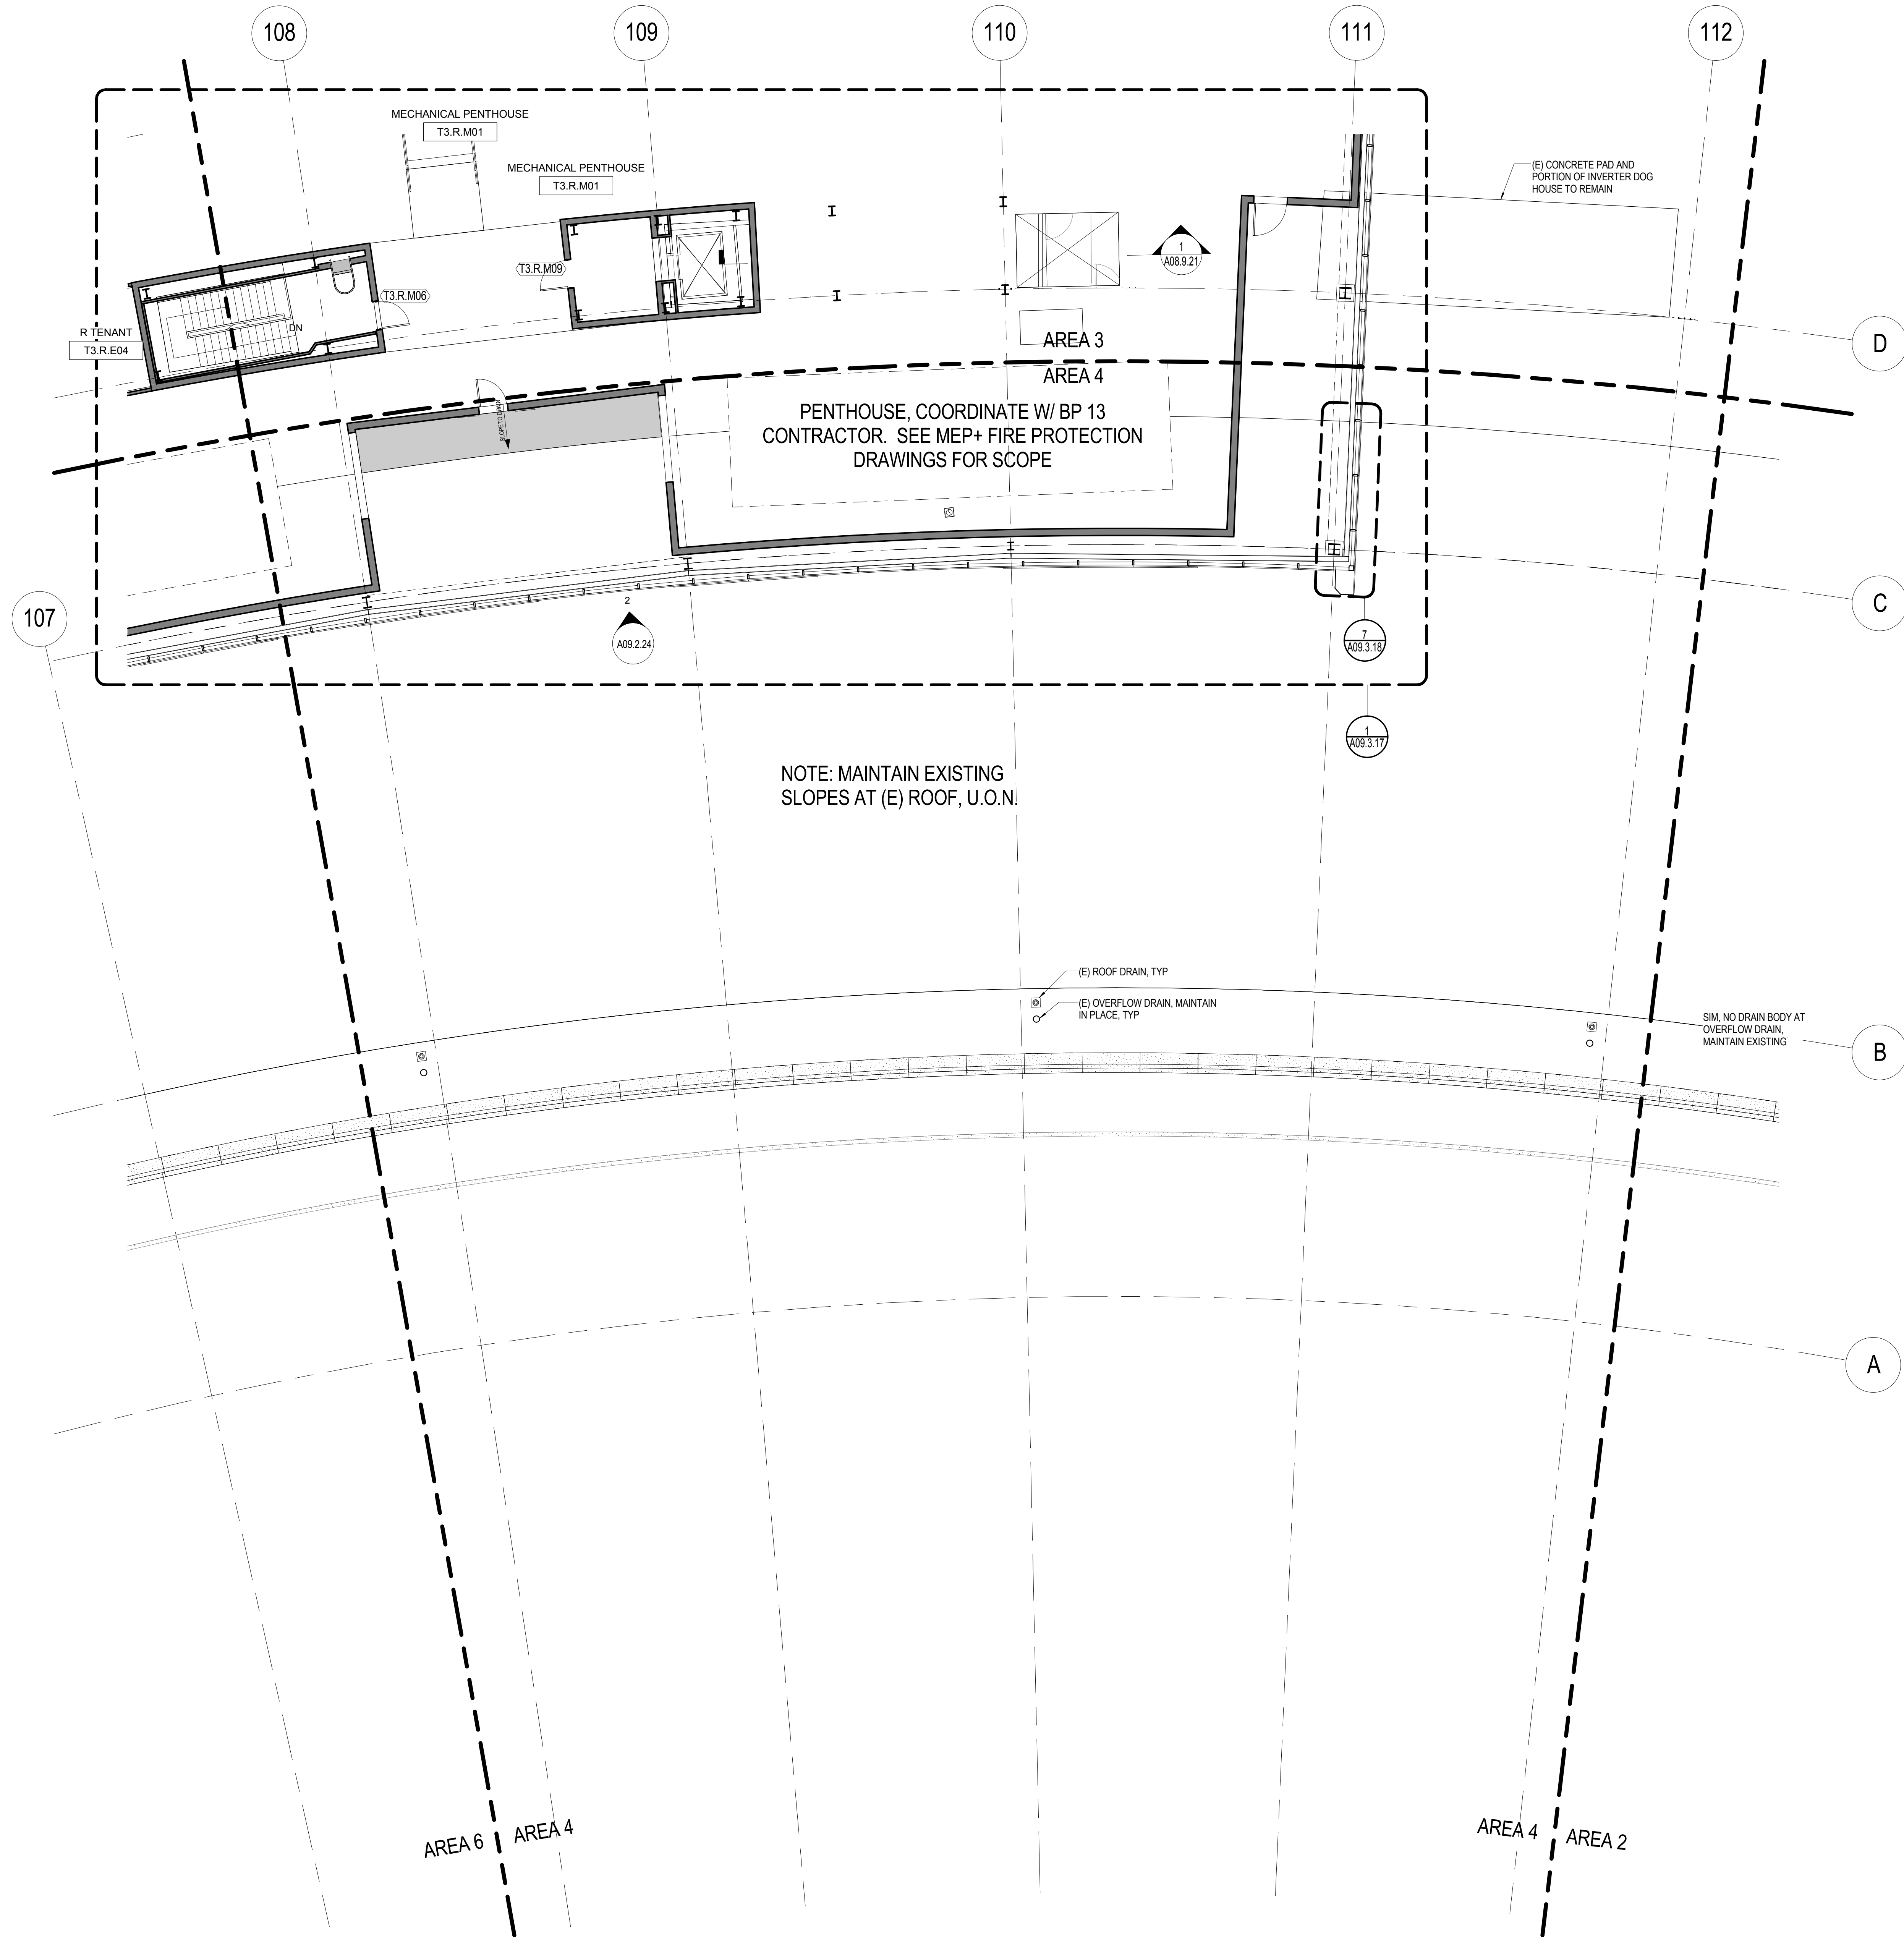 108
109
110
111
112
MECHANICAL PENTHOUSE
T3.R.M01
MECHANICAL PENTHOUSE
T3.R.M01
(E) CONCRETE PAD AND
PORTION OF INVERTER DOG
HOUSE TO REMAIN
1
A08.9.21
T3.R.M09
T3.R.M06
DN
R TENANT
T3.R.E04
AREA 3
D
AREA 4
SLOPE TO DRAIN
PENTHOUSE, COORDINATE W/ BP 13
CONTRACTOR. SEE MEP+ FIRE PROTECTION
DRAWINGS FOR SCOPE
2
A09.2.24
C
107
7
A09.3.18
1
A09.3.17
NOTE: MAINTAIN EXISTING
SLOPES AT (E) ROOF, U.O.N.
(E) ROOF DRAIN, TYP
(E) OVERFLOW DRAIN, MAINTAIN
IN PLACE, TYP
SIM, NO DRAIN BODY AT
OVERFLOW DRAIN,
MAINTAIN EXISTING
B
A
AREA 6
AREA 4
AREA 4
AREA 2